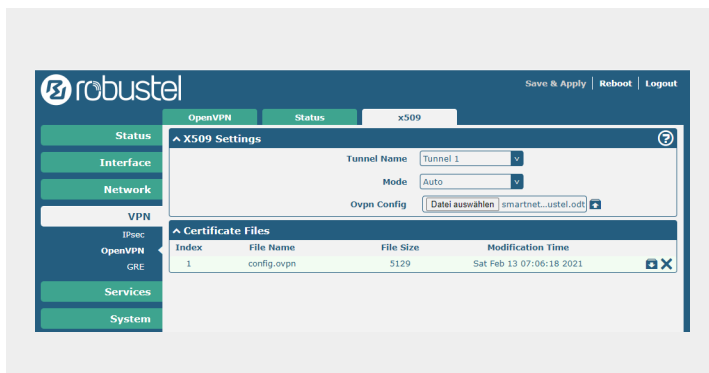 robustel
Save & Apply | Reboot | Logout
OpenVPN Status x509
Status
Interface
Network
VPN
IPsec
OpenVPN
GRE
Services
System
X509 Settings ?
Tunnel Name Tunnel 1 v
Mode Auto v
Ovpn Config Datei auswählen smartnet...ustel.odt
Certificate Files
Index File Name File Size Modification Time
1 config.ovpn 5129 Sat Feb 13 07:06:18 2021